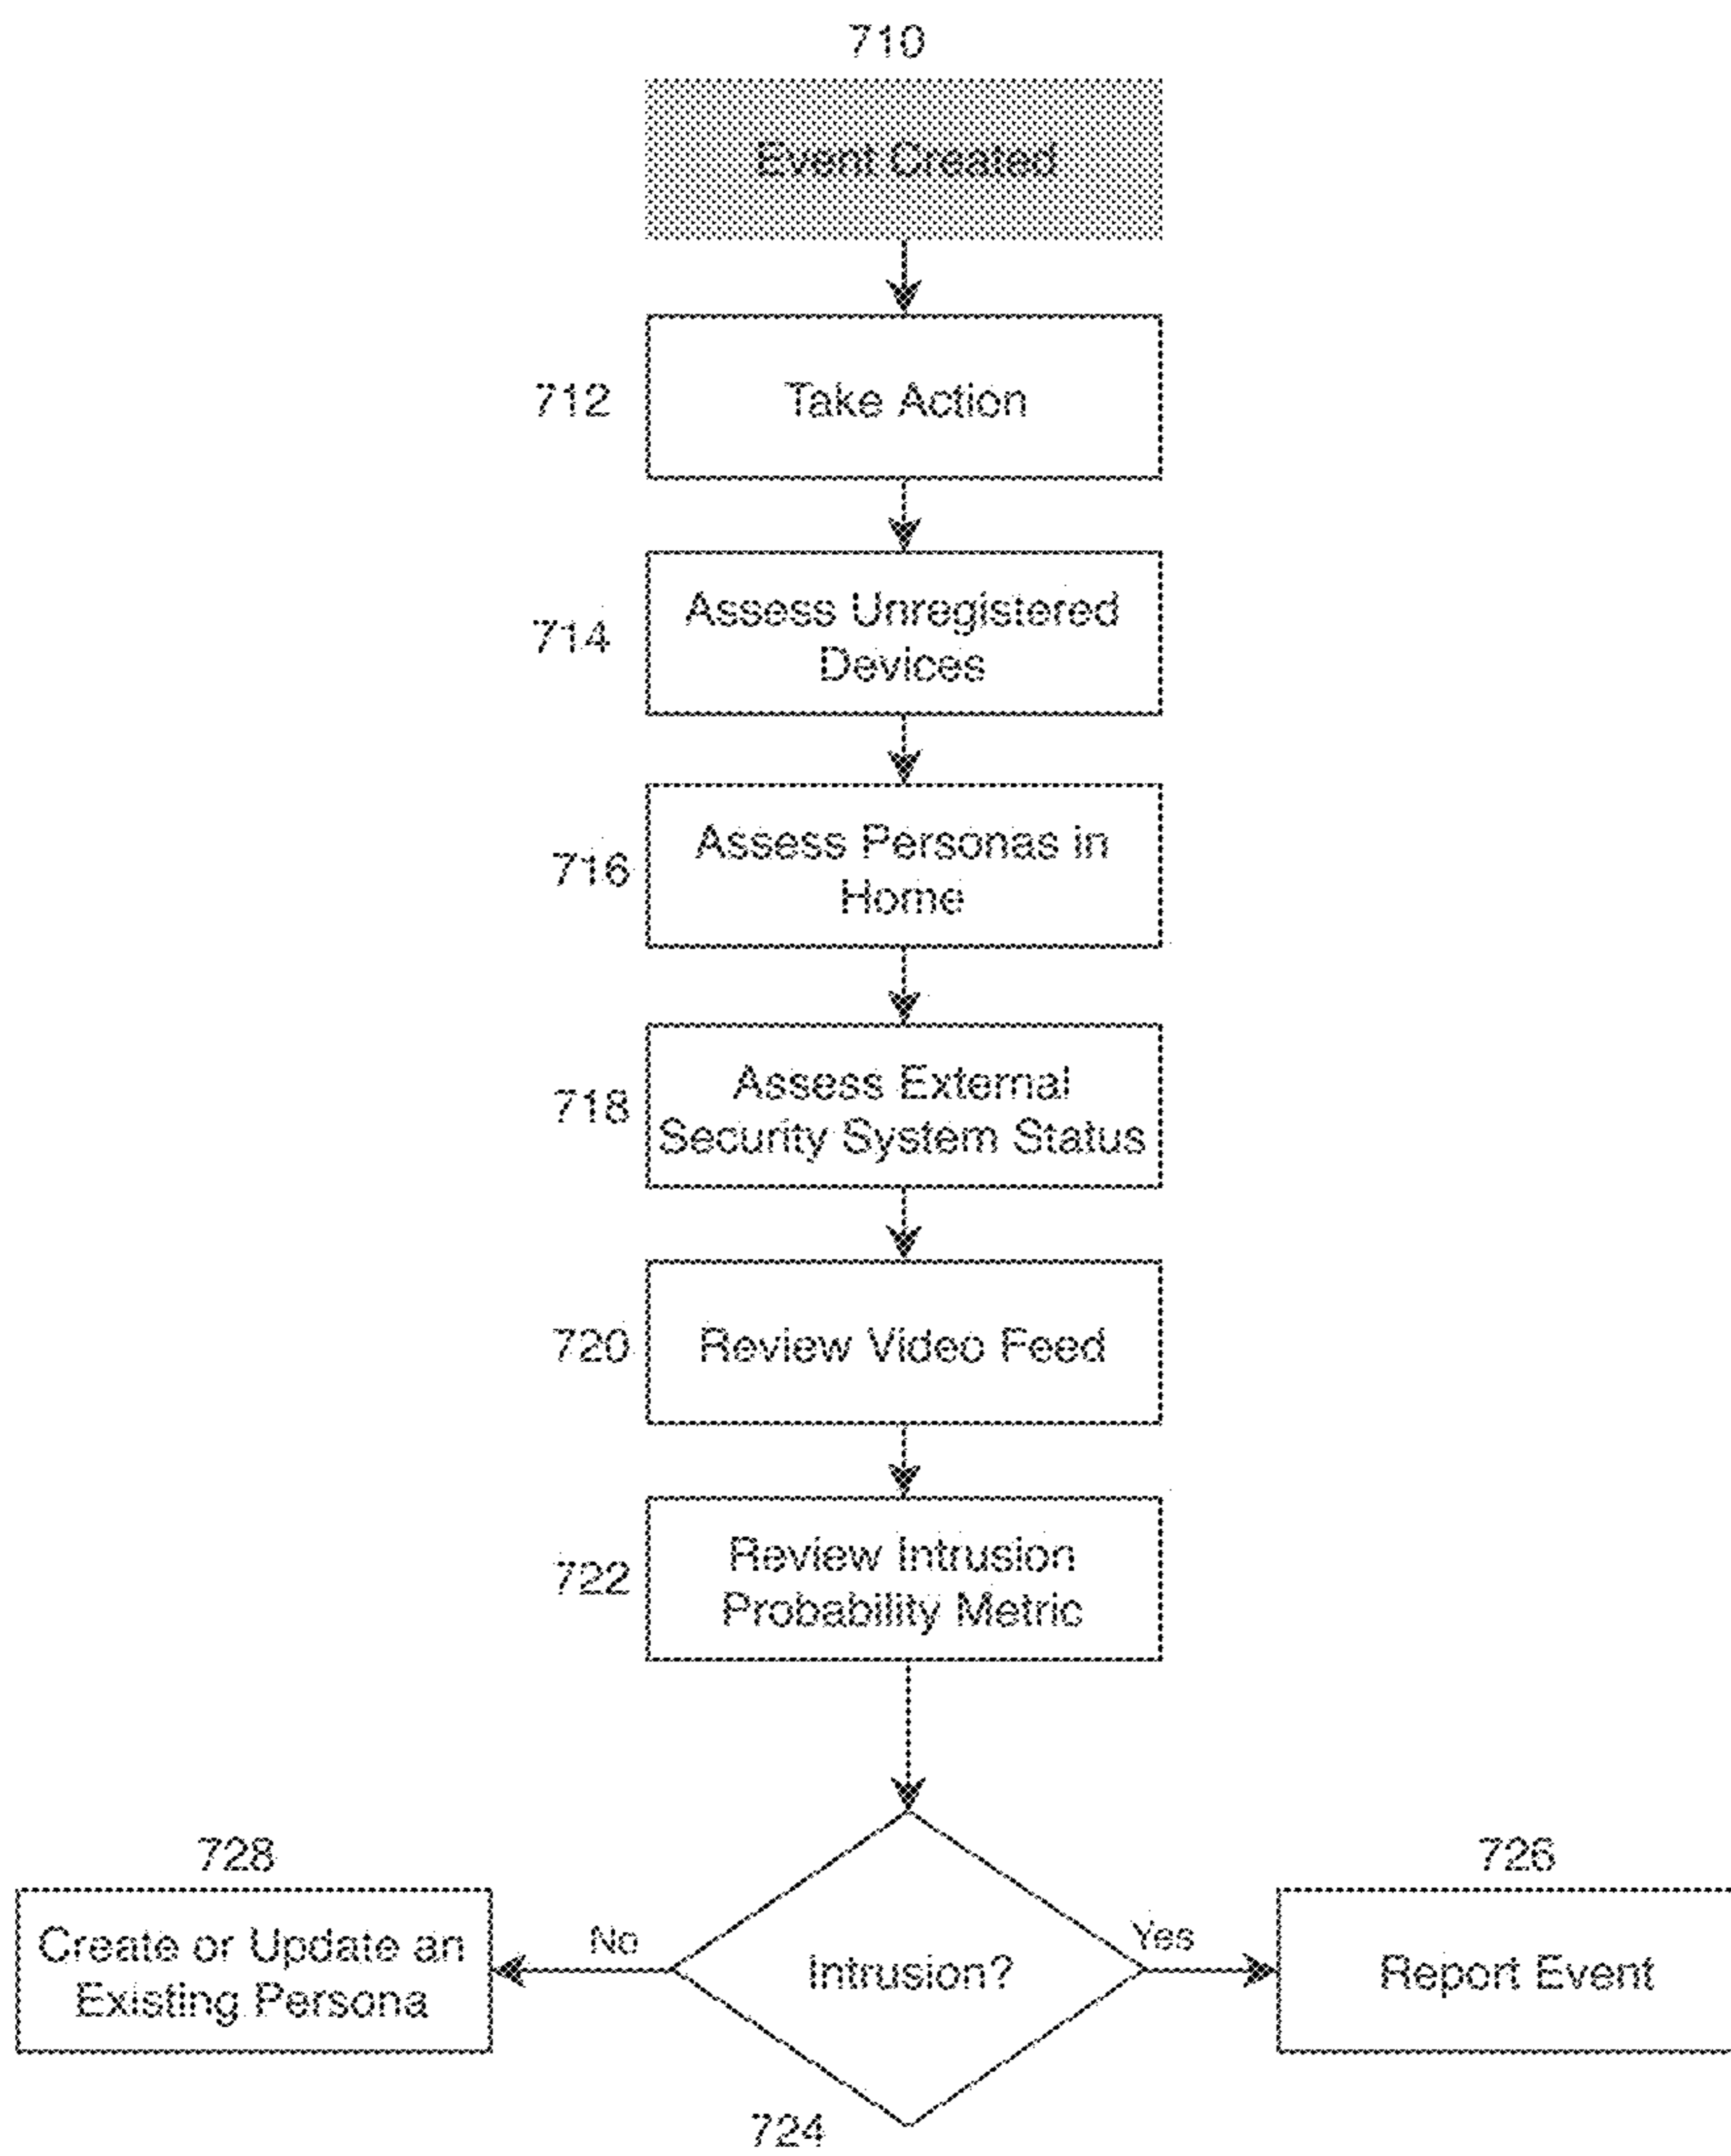 710
Event Created
712
Take Action
714
Assess Unregistered
Devices
716
Assess Personas in
Home
718
Assess External
Security System Status
720
Review Video Feed
722
Review Intrusion
Probability Metric
728
Create or Update an
Existing Persona
No
Intrusion?
724
Yes
726
Report Event